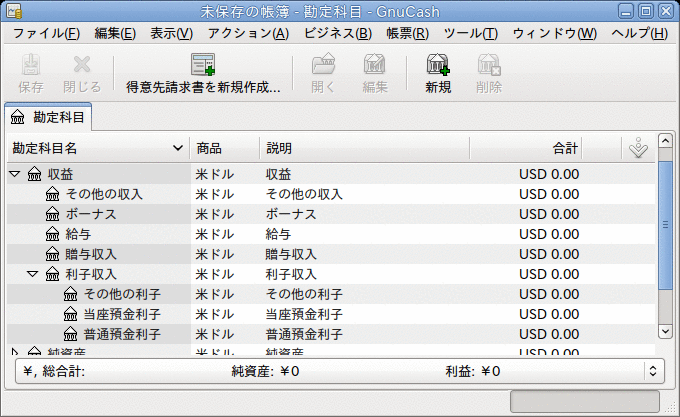 未保存の帳簿 - 勘定科目 - GnuCash
ファイル(F) 編集(E) 表示(V) アクション(A) ビジネス(B) 帳票(R) ツール(T) ウィンドウ(W) ヘルプ(H)
保存 閉じる 得意先請求書を新規作成... 開く 編集 新規 削除
勘定科目
勘定科目名 商品 説明 合計
収益 米ドル 収益 USD 0.00
その他の収入 米ドル その他の収入 USD 0.00
ボーナス 米ドル ボーナス USD 0.00
給与 米ドル 給与 USD 0.00
贈与収入 米ドル 贈与収入 USD 0.00
利子収入 米ドル 利子収入 USD 0.00
その他の利子 米ドル その他の利子 USD 0.00
当座預金利子 米ドル 当座預金利子 USD 0.00
普通預金利子 米ドル 普通預金利子 USD 0.00
純資産 米ドル 純資産 USD 0.00
¥, 総合計: 純資産: ¥0 利益: ¥0